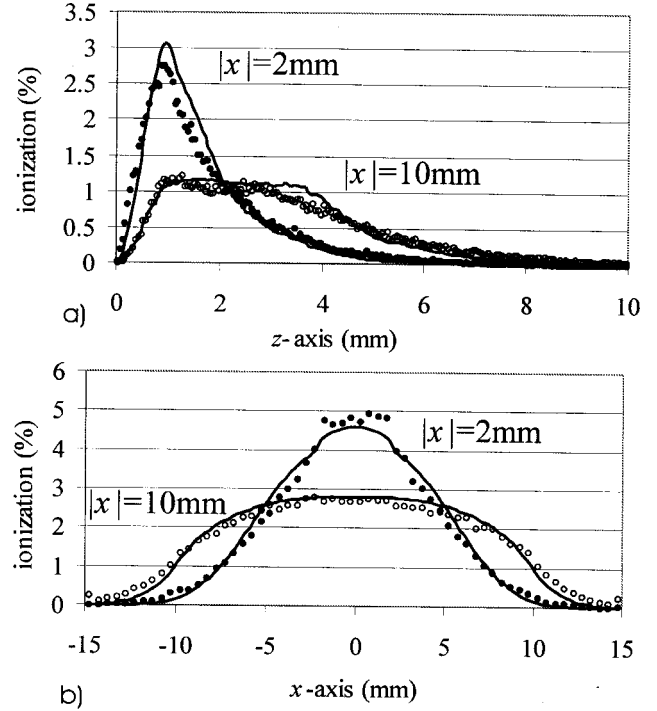 3.5
3
2.5
2
1.5
1
0.5
0
ionization (%)
|x|=2mm
|x|=10mm
0 2 4 6 8 10
a)
z-axis (mm)
6
5
4
3
2
1
0
ionization (%)
|x|=2mm
|x|=10mm
-15 -10 -5 0 5 10 15
b)
x-axis (mm)